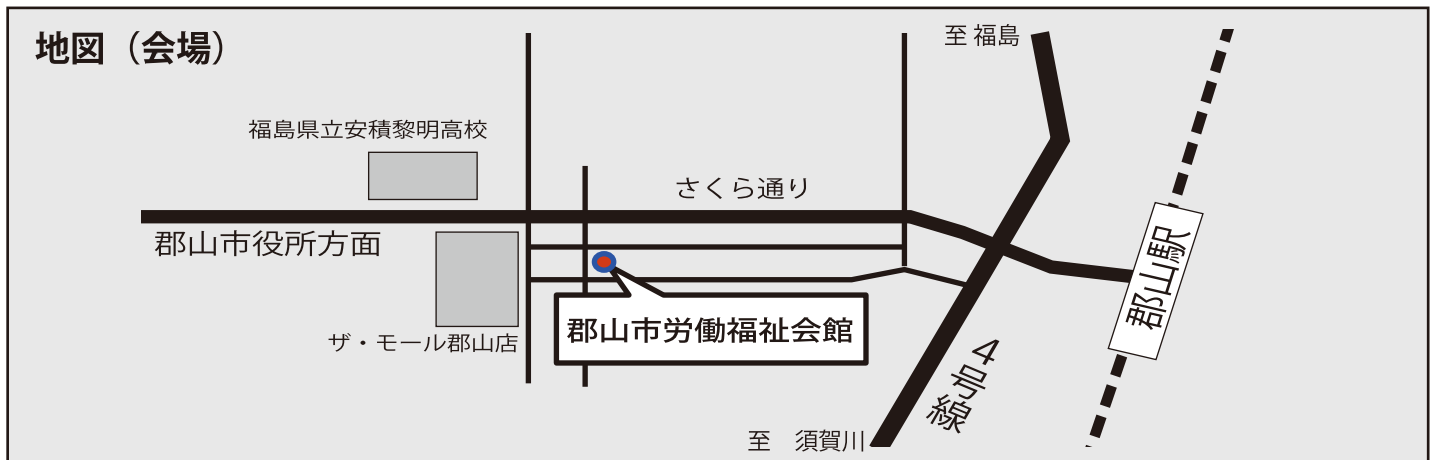 地図（会場）
至 福島
福島県立安積黎明高校
さくら通り
郡山市役所方面
郡山駅
郡山市労働福祉会館
ザ・モール郡山店
4号線
至　須賀川